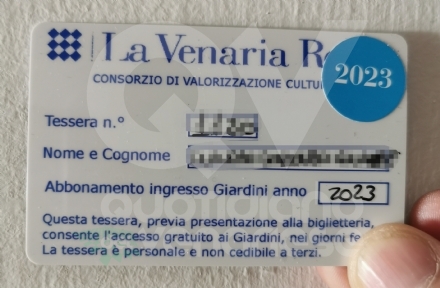 La Venaria R
2023
CONSORZIO DI VALORIZZAZIONE CULTU
Tessera n.°
Nome e Cognome
Abbonamento ingresso Giardini anno 2023
Questa tessera, previa presentazione alla biglietteria,
consente l'accesso gratuito ai Giardini, nei giorni fe
La tessera è personale e non cedibile a terzi.